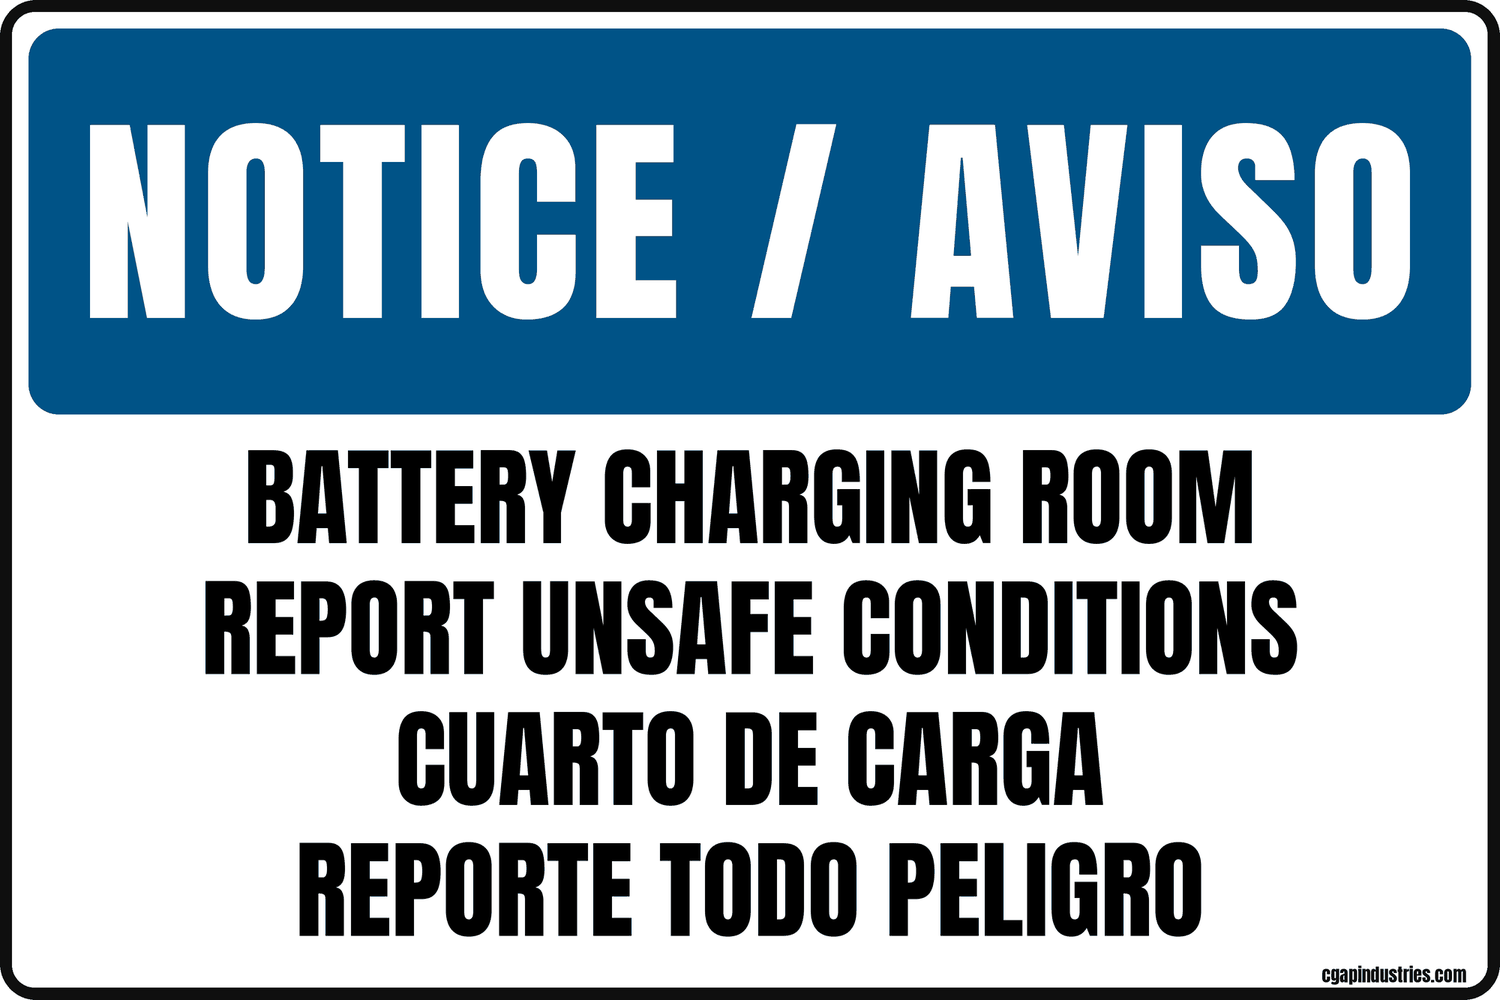 NOTICE / AVISO
BATTERY CHARGING ROOM
REPORT UNSAFE CONDITIONS
CUARTO DE CARGA
REPORTE TODO PELIGRO
cgapindustries.com